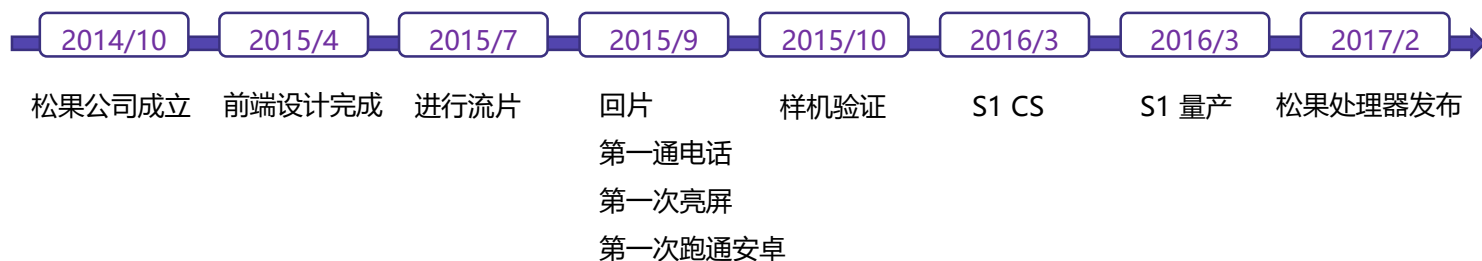 2014/10
2015/4
2015/7
2015/9
2015/10
2016/3
2016/3
2017/2
松果公司成立
前端设计完成
进行流片
回片
第一通电话
第一次亮屏
第一次跑通安卓
样机验证
S1 CS
S1 量产
松果处理器发布